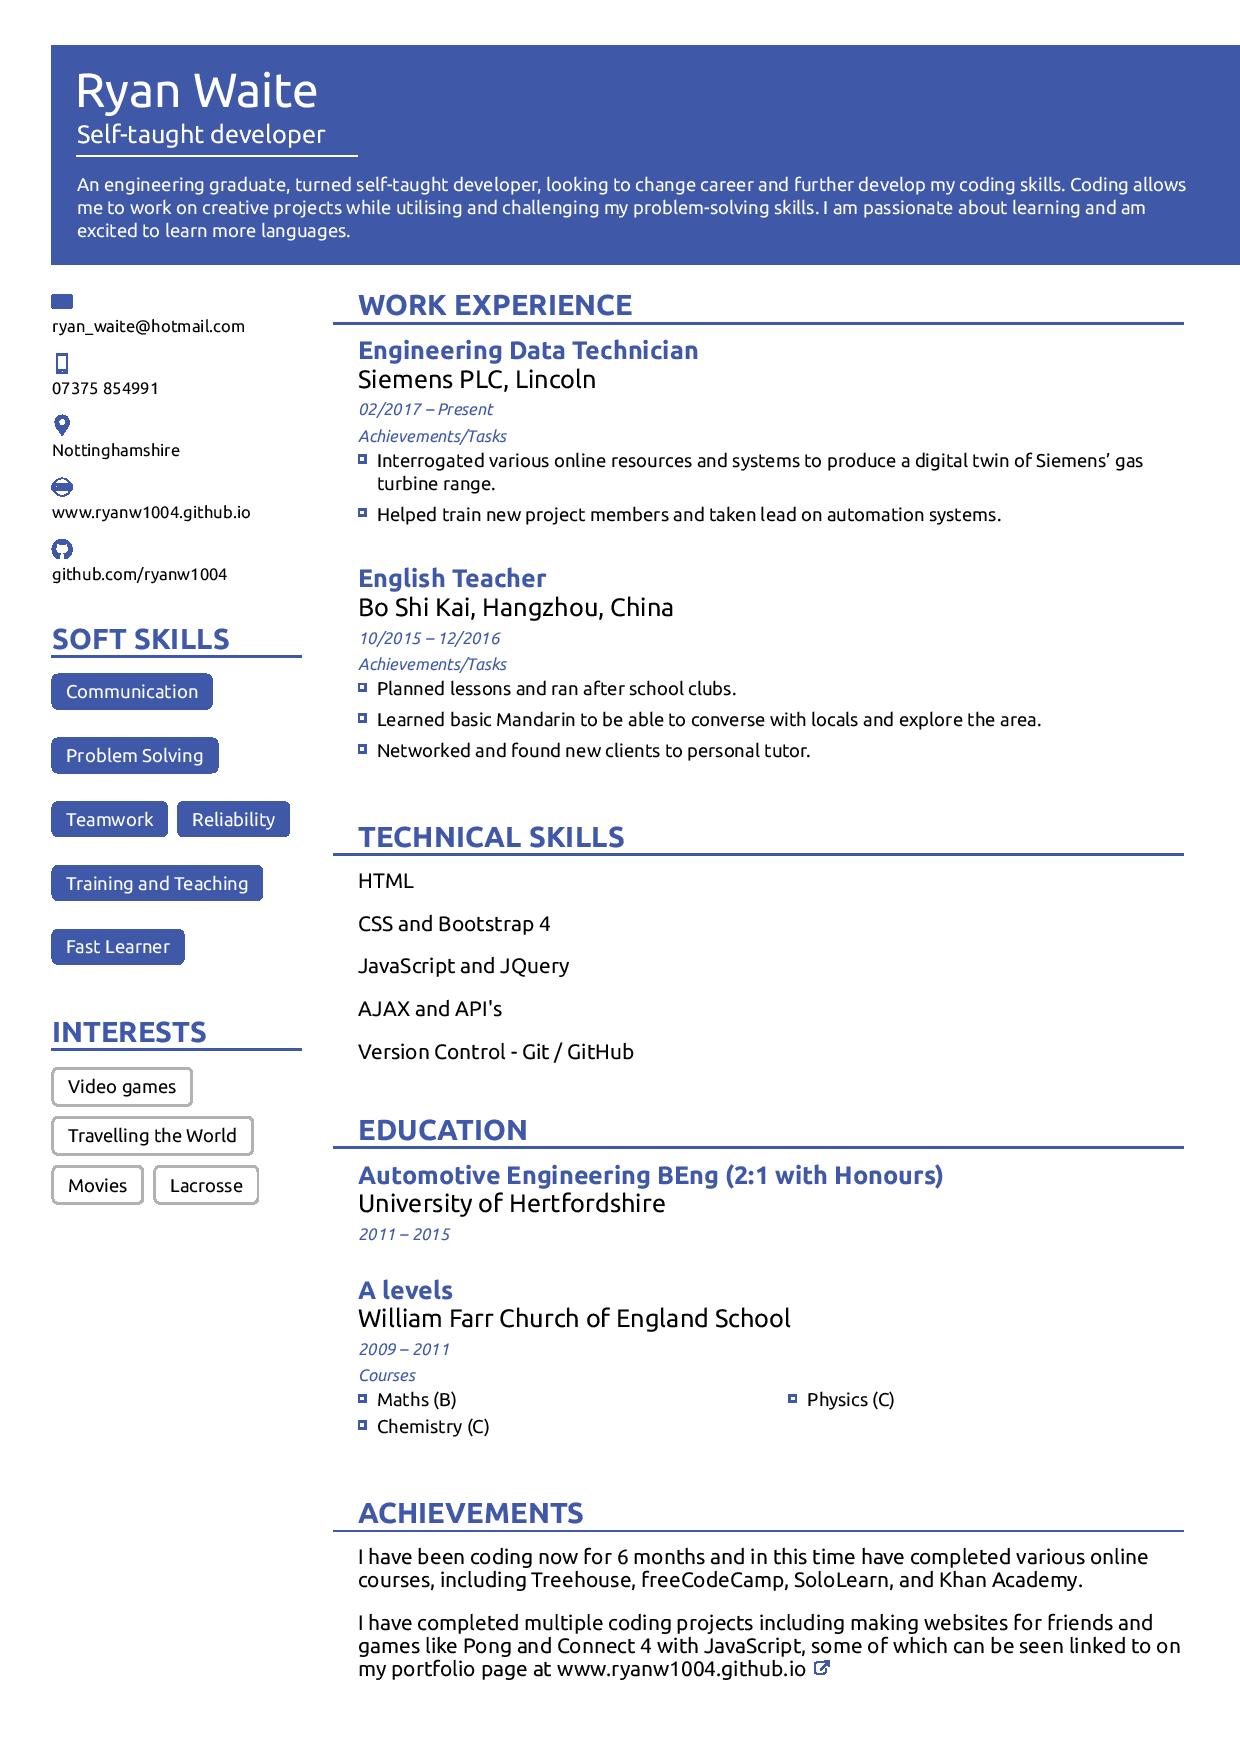 Ryan Waite
Self-taught developer
An engineering graduate, turned self-taught developer, looking to change career and further develop my coding skills. Coding allows
me to work on creative projects while utilising and challenging my problem-solving skills. I am passionate about learning and am
excited to learn more languages.
ryan_waite@hotmail.com
07375 854991
Nottinghamshire
www.ryanw1004.github.io
github.com/ryanw1004
SOFT SKILLS
Communication
Problem Solving
Teamwork Reliability
Training and Teaching
Fast Learner
INTERESTS
Video games
Travelling the World
Movies Lacrosse
WORK EXPERIENCE
Engineering Data Technician
Siemens PLC, Lincoln
02/2017 – Present
Achievements/Tasks
Interrogated various online resources and systems to produce a digital twin of Siemens’ gas
turbine range.
Helped train new project members and taken lead on automation systems.
English Teacher
Bo Shi Kai, Hangzhou, China
10/2015 – 12/2016
Achievements/Tasks
Planned lessons and ran after school clubs.
Learned basic Mandarin to be able to converse with locals and explore the area.
Networked and found new clients to personal tutor.
TECHNICAL SKILLS
HTML
CSS and Bootstrap 4
JavaScript and JQuery
AJAX and API's
Version Control - Git / GitHub
EDUCATION
Automotive Engineering BEng (2:1 with Honours)
University of Hertfordshire
2011 – 2015
A levels
William Farr Church of England School
2009 – 2011
Courses
Maths (B) Physics (C)
Chemistry (C)
ACHIEVEMENTS
I have been coding now for 6 months and in this time have completed various online
courses, including Treehouse, freeCodeCamp, SoloLearn, and Khan Academy.
I have completed multiple coding projects including making websites for friends and
games like Pong and Connect 4 with JavaScript, some of which can be seen linked to on
my portfolio page at www.ryanw1004.github.io